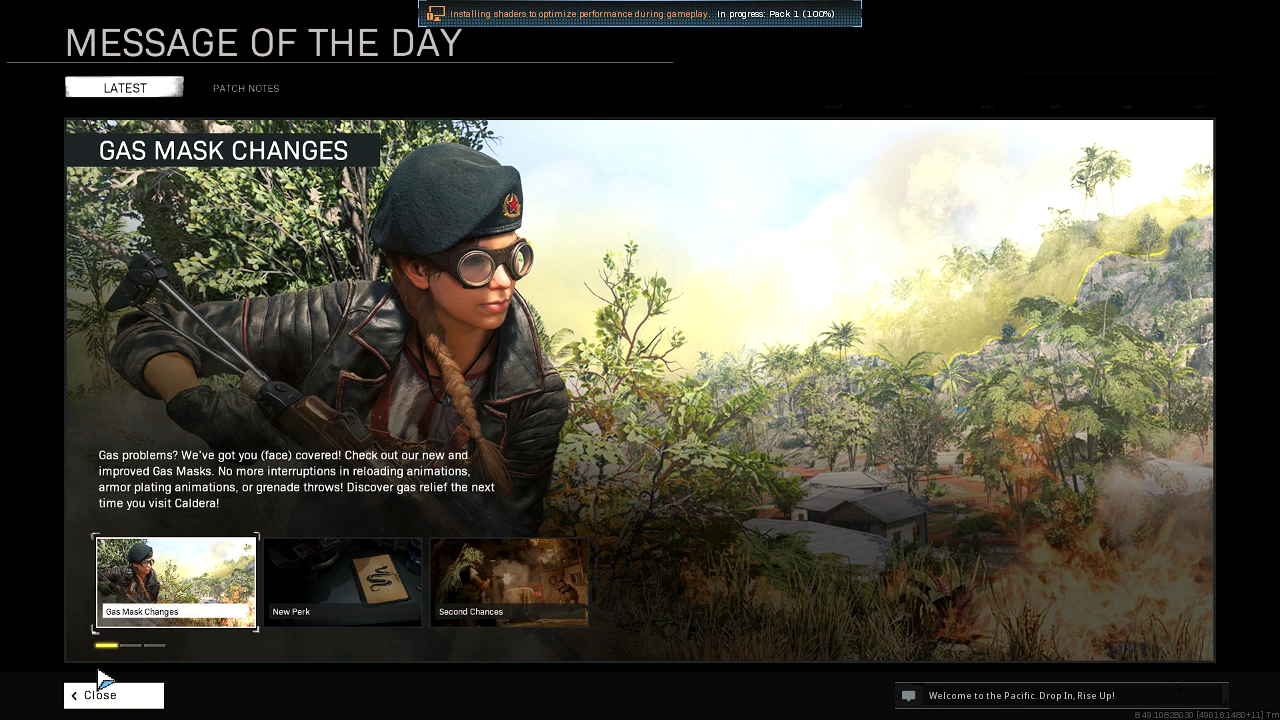 Installing shaders to optimize performance during gameplay. In progress: Pack 1 (100%)
MESSAGE OF THE DAY
LATEST
PATCH NOTES
GAS MASK CHANGES
Gas problems? We've got you (face) covered! Check out our new and
improved Gas Masks. No more interruptions in reloading animations,
armor plating animations, or grenade throws! Discover gas relief the next
time you visit Caldera!
Gas Mask Changes
New Perk
Second Chances
Close
Welcome to the Pacific. Drop In, Rise Up!